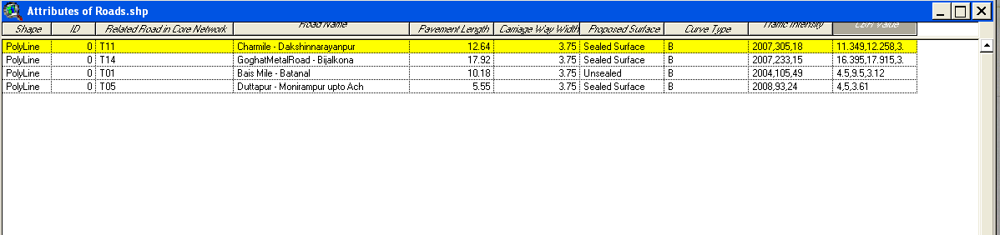 Attributes of Roads.shp
Shape ID Related Road in Core Network Road Name Pavement Length Carriage Way Width Proposed Surface Curve Type Traffic Intensity CBR Value
PolyLine 0 T11 Charmile - Dakshinnarayanpur 12.64 3.75 Sealed Surface B 2007,305,18 11.349,12.258,3.
PolyLine 0 T14 GoghatMetalRoad - Bijalkona 17.92 3.75 Sealed Surface B 2007,233,15 16.395,17.915,3.
PolyLine 0 T01 Bais Mile - Batanal 10.18 3.75 Unsealed B 2004,105,49 4.5,9.5,3.12
PolyLine 0 T05 Duttapur - Monirampur upto Ach 5.55 3.75 Sealed Surface B 2008,93,24 4,5,3.61